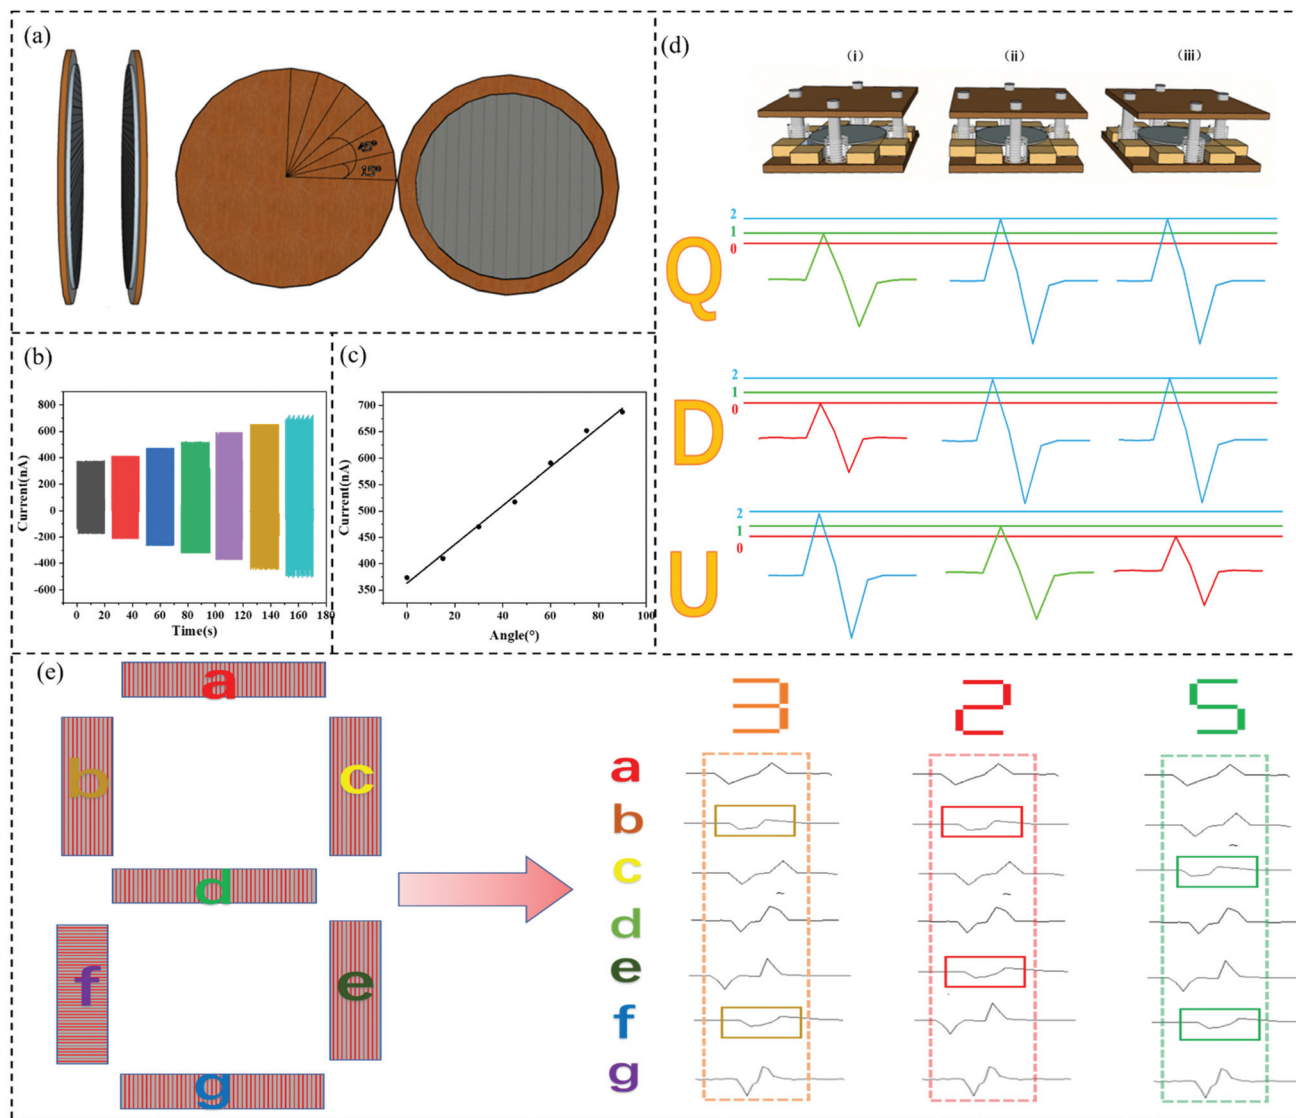 (a)
45°
15°
(b)
800
600
400
200
0
-200
-400
-600
Current(nA)
0 20 40 60 80 100 120 140 160 180
Time(s)
(c)
700
650
600
550
500
450
400
350
Current(nA)
0 20 40 60 80 100
Angle(°)
(d)
(i) (ii) (iii)
Q
2
1
0
D
2
1
0
U
2
1
0
(e)
a
b
c
d
f
e
g
3 2 5
a
b
c
d
e
f
g